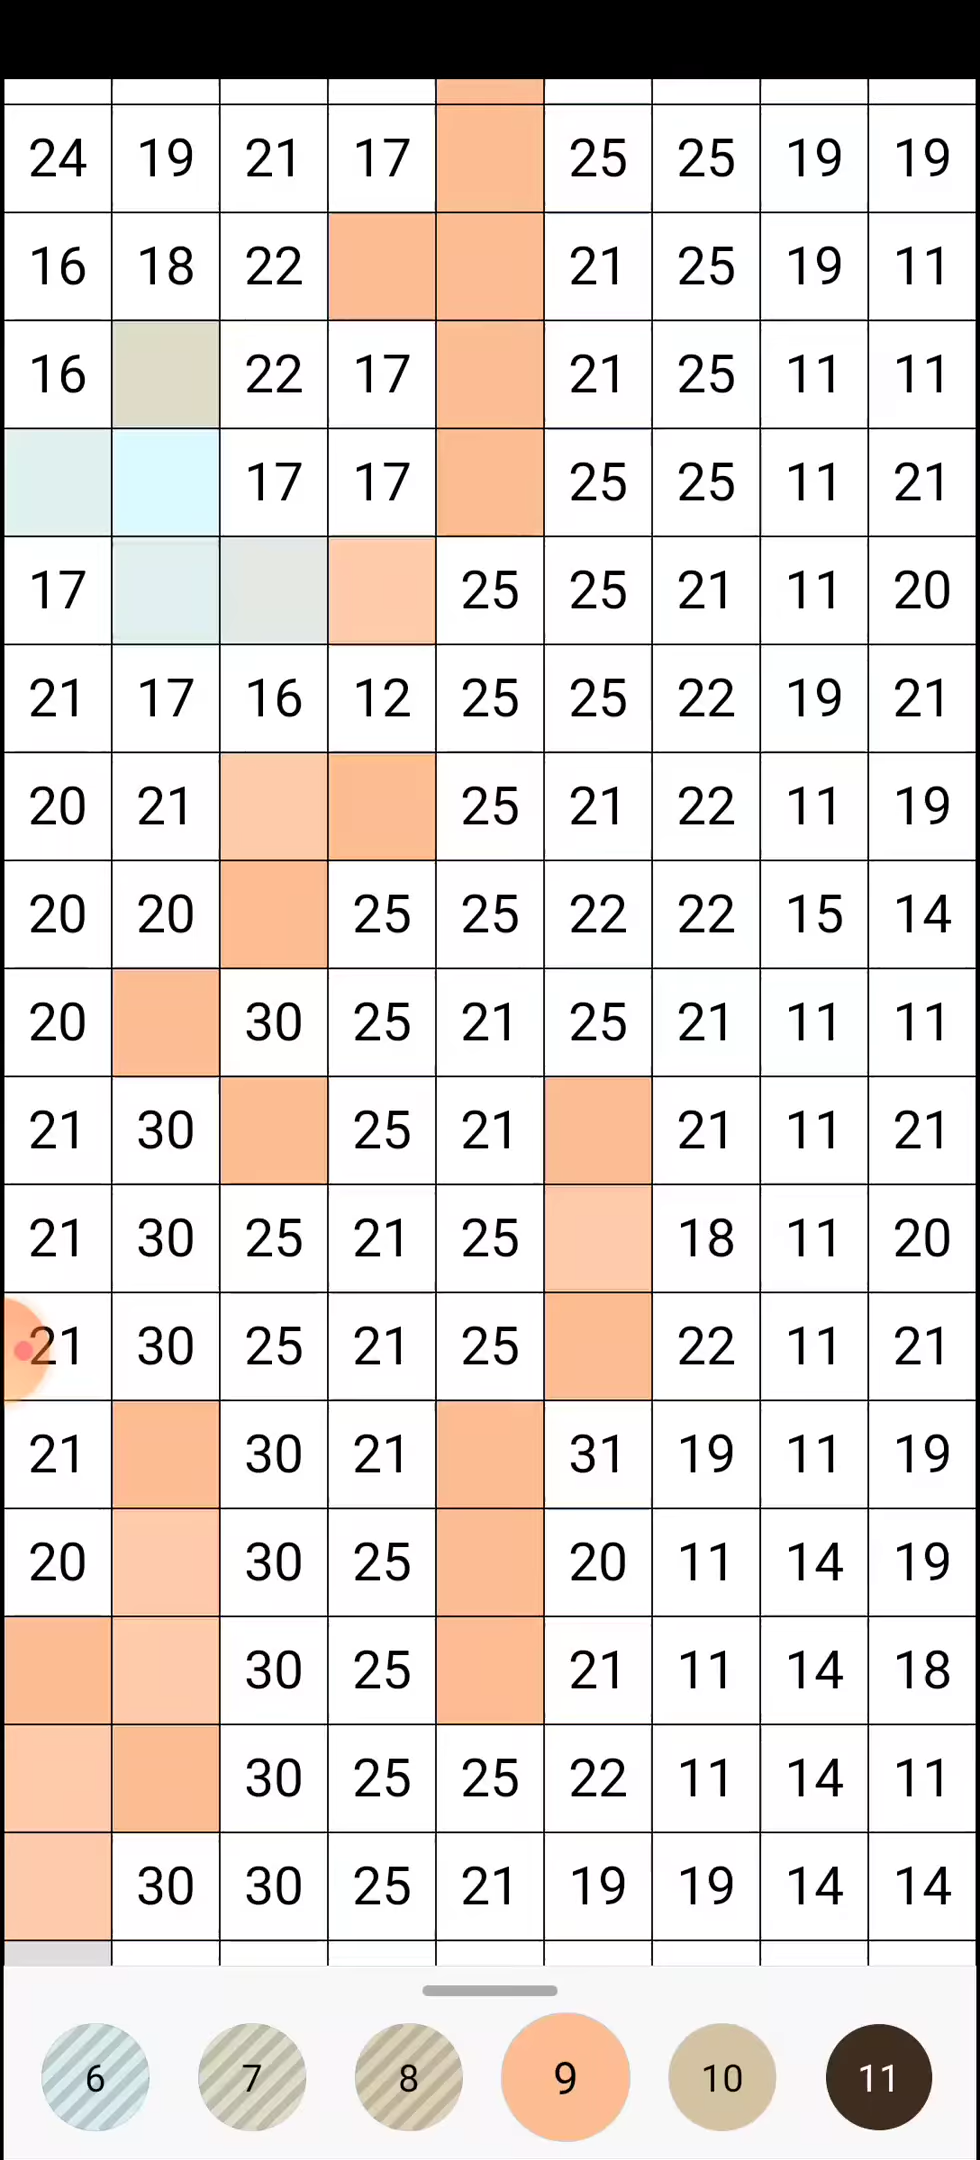 24 19 21 17 25 25 19 19
16 18 22 21 25 19 11
16 22 17 21 25 11 11
17 17 25 25 11 21
17 25 25 21 11 20
21 17 16 12 25 25 22 19 21
20 21 25 21 22 11 19
20 20 25 25 22 22 15 14
20 30 25 21 25 21 11 11
21 30 25 21 21 11 21
21 30 25 21 25 18 11 20
21 30 25 21 25 22 11 21
21 30 21 31 19 11 19
20 30 25 20 11 14 19
30 25 21 11 14 18
30 25 25 22 11 14 11
30 30 25 21 19 19 14 14
6 7 8 9 10 11